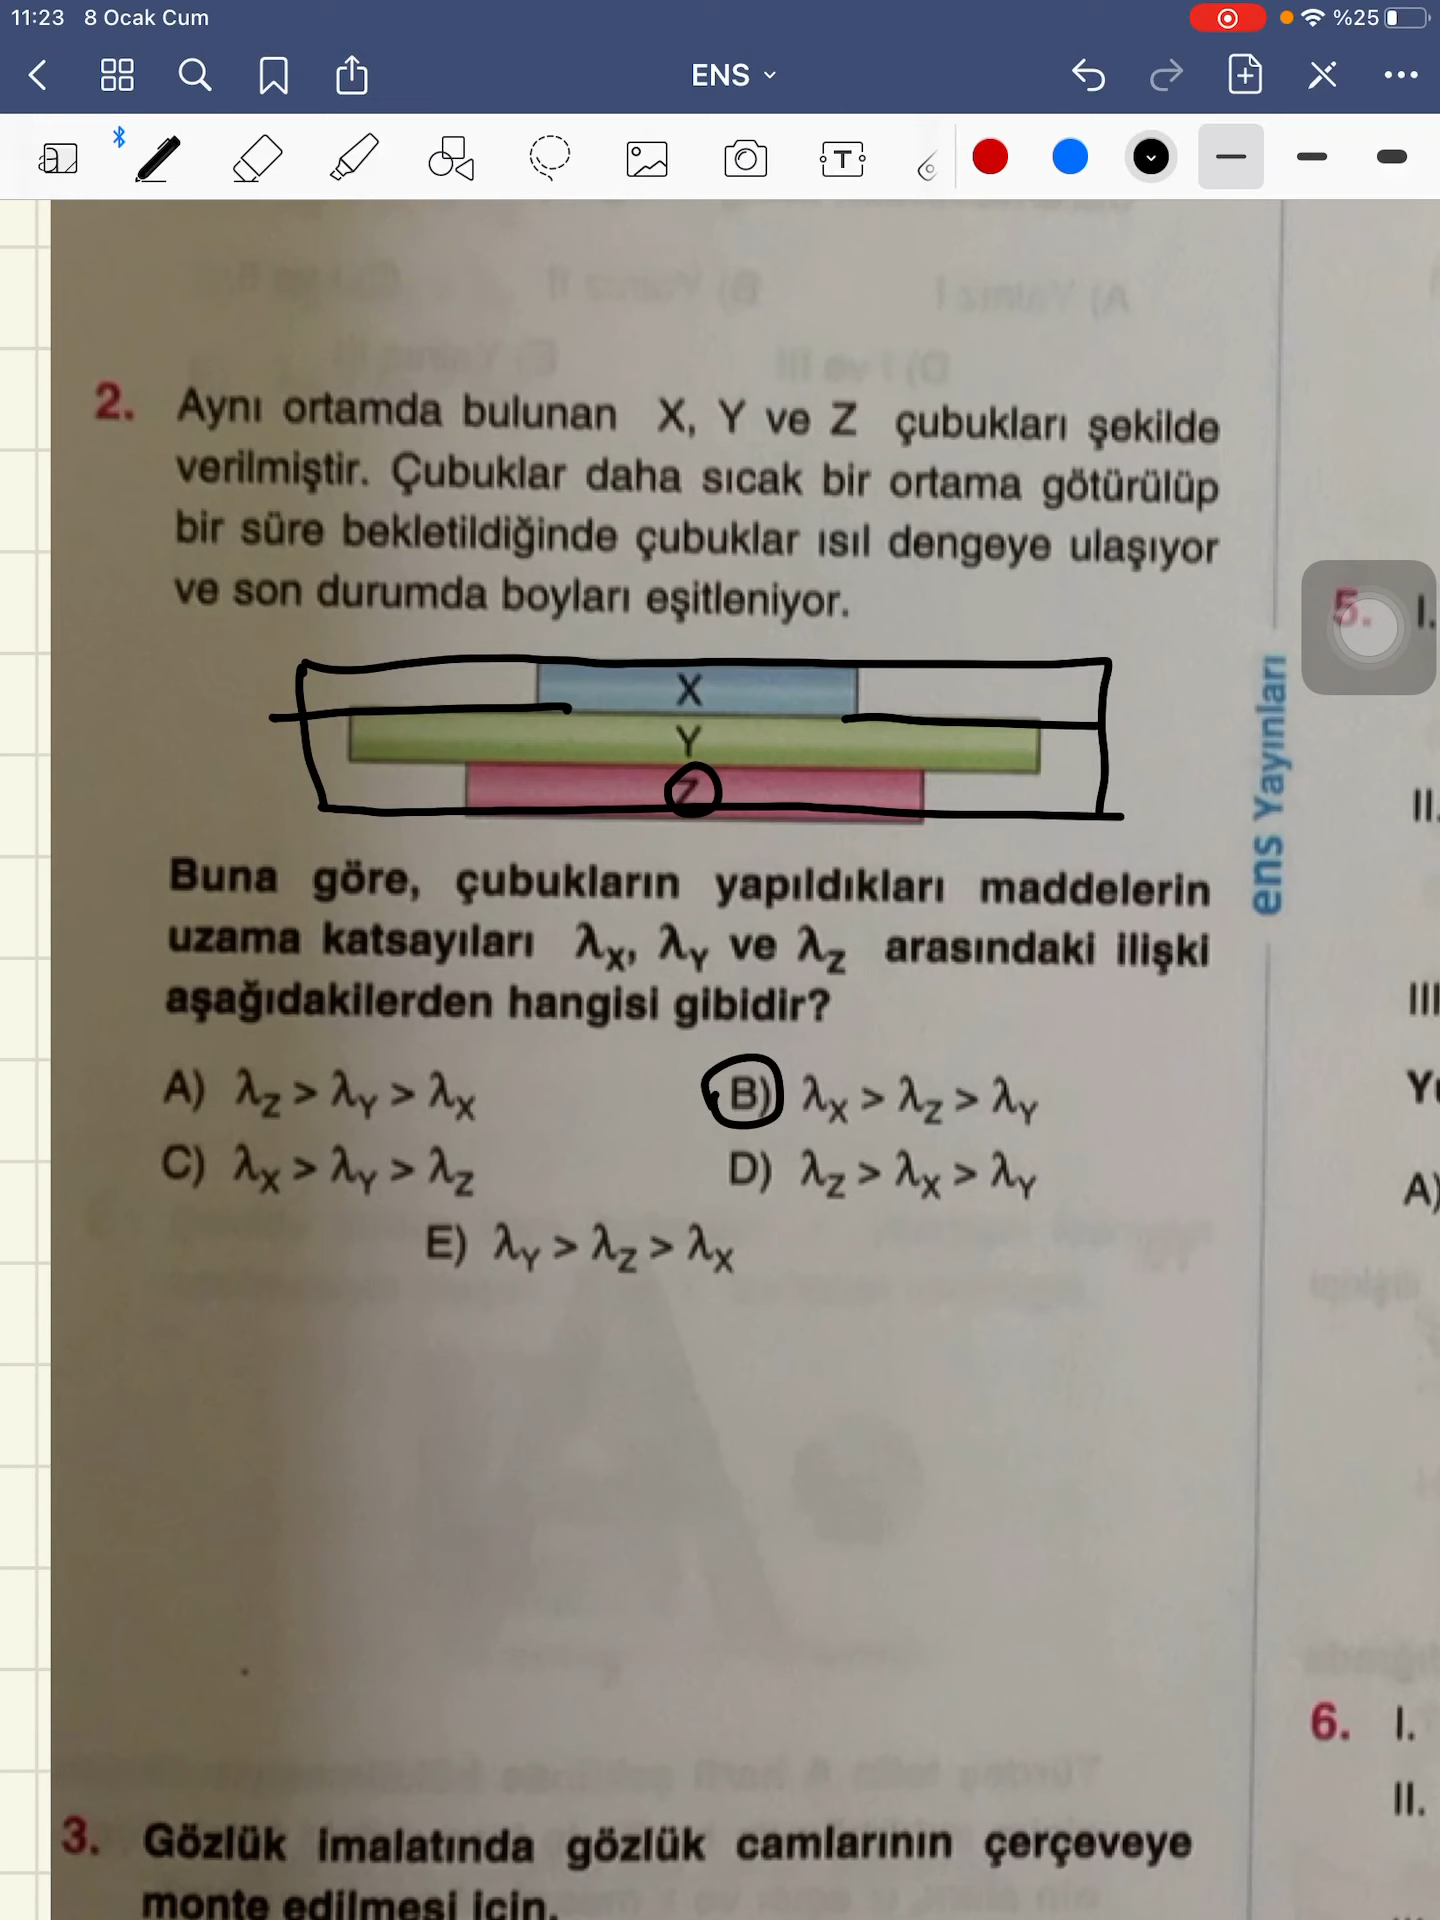 11:23 8 Ocak Cum
%25
ENS
2. Aynı ortamda bulunan X, Y ve Z çubukları şekilde
verilmiştir. Çubuklar daha sıcak bir ortama götürülüp
bir süre bekletildiğinde çubuklar ısıl dengeye ulaşıyor
ve son durumda boyları eşitleniyor.
X
Y
Z
Buna göre, çubukların yapıldıkları maddelerin
uzama katsayıları λX, λY ve λZ arasındaki ilişki
aşağıdakilerden hangisi gibidir?
A) λZ > λY > λX
B) λX > λZ > λY
C) λX > λY > λZ
D) λZ > λX > λY
E) λY > λZ > λX
3. Gözlük imalatında gözlük camlarının çerçeveye
monte edilmesi için,
ens Yayınları
5. I.
II.
III
A)
6. I.
II.